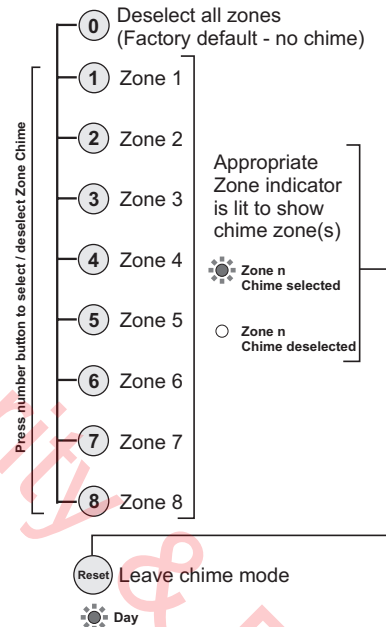 0 Deselect all zones
(Factory default - no chime)
Press number button to select / deselect Zone Chime
1 Zone 1
2 Zone 2
3 Zone 3
4 Zone 4
5 Zone 5
6 Zone 6
7 Zone 7
8 Zone 8
Appropriate
Zone indicator
is lit to show
chime zone(s)
Zone n
Chime selected
Zone n
Chime deselected
Reset Leave chime mode
Day